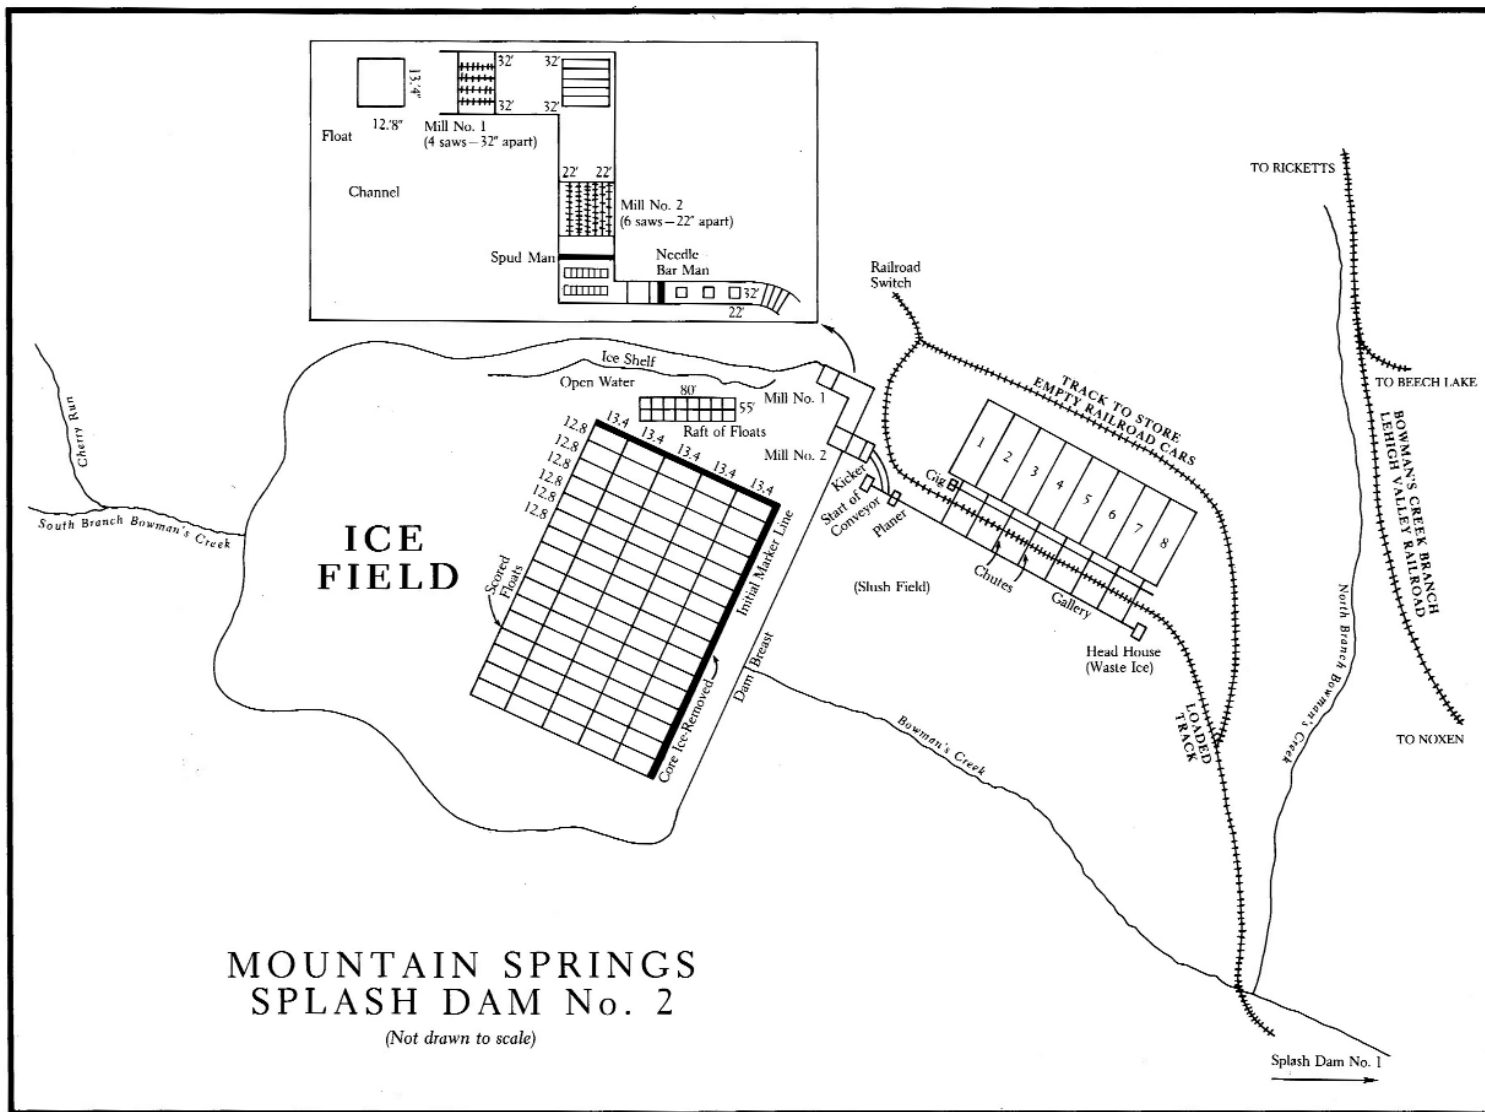 32' 32'
13.'4"
32' 32'
12.'8"
Float
Mill No. 1
(4 saws – 32" apart)
Channel
22' 22'
Mill No. 2
(6 saws – 22" apart)
Spud Man
Needle
Bar Man
32'
22'
TO RICKETTS
Railroad
Switch
Ice Shelf
Open Water
80'
55'
Raft of Floats
Mill No. 1
Mill No. 2
TRACK TO STORE
EMPTY RAILROAD CARS
TO BEECH LAKE
BOWMAN'S CREEK BRANCH
LEHIGH VALLEY RAILROAD
Cherry Run
South Branch Bowman's Creek
12.8
12.8
12.8
12.8
12.8
12.8
13.4
13.4
13.4
13.4
13.4
Kicker
Start of
Conveyor
Planer
Gig
1 2 3 4 5 6 7 8
ICE
FIELD
Scored
Floats
Initial Marker Line
Core Ice-Removed
Dam Breast
(Slush Field)
Chutes
Gallery
Head House
(Waste Ice)
LOADED
TRACK
North Branch Bowman's Creek
Bowman's Creek
TO NOXEN
MOUNTAIN SPRINGS
SPLASH DAM No. 2
(Not drawn to scale)
Splash Dam No. 1